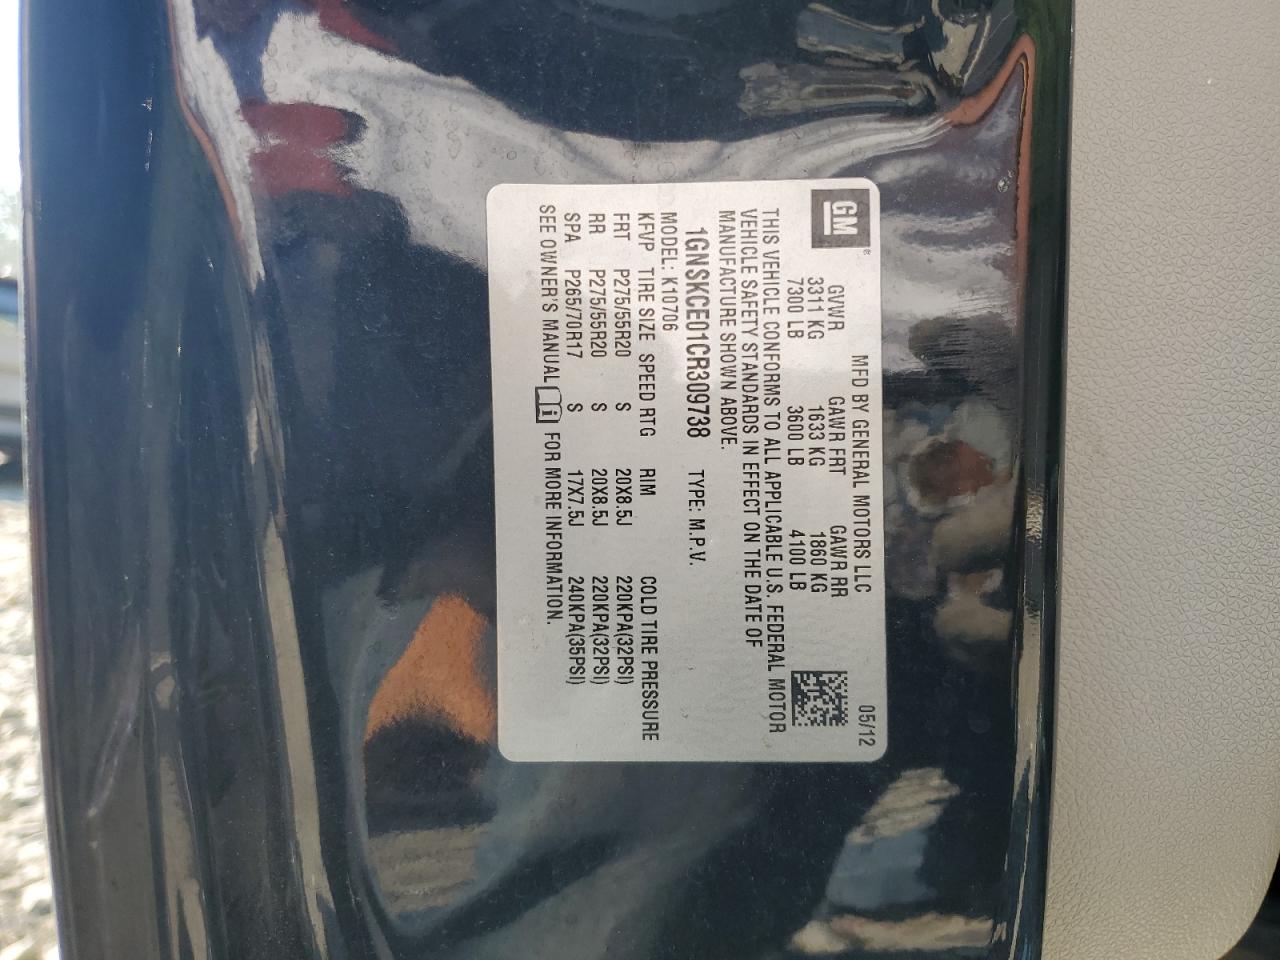 GM
MFD BY GENERAL MOTORS LLC 05/12
GVWR GAWR FRT GAWR RR
3311 KG 1633 KG 1860 KG
7300 LB 3600 LB 4100 LB
THIS VEHICLE CONFORMS TO ALL APPLICABLE U.S. FEDERAL MOTOR
VEHICLE SAFETY STANDARDS IN EFFECT ON THE DATE OF
MANUFACTURE SHOWN ABOVE.
1GNSKCE01CR309738 TYPE: M.P.V.
MODEL: K10706
KFVP TIRE SIZE SPEED RTG RIM COLD TIRE PRESSURE
FRT P275/55R20 S 20X8.5J 220KPA(32PSI)
RR P275/55R20 S 20X8.5J 220KPA(32PSI)
SPA P265/70R17 S 17X7.5J 240KPA(35PSI)
SEE OWNER'S MANUAL i FOR MORE INFORMATION.